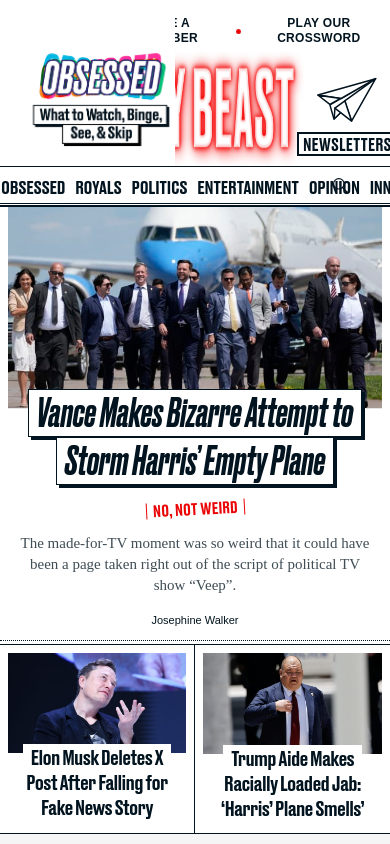 PLAY OUR
CROSSWORD
OBSESSED
What to Watch, Binge,
See, & Skip
BEAST
NEWSLETTERS
OBSESSED ROYALS POLITICS ENTERTAINMENT OPINION INN
Vance Makes Bizarre Attempt to
Storm Harris’ Empty Plane
NO, NOT WEIRD
The made-for-TV moment was so weird that it could have
been a page taken right out of the script of political TV
show “Veep”.
Josephine Walker
Elon Musk Deletes X
Post After Falling for
Fake News Story
Trump Aide Makes
Racially Loaded Jab:
‘Harris’ Plane Smells’